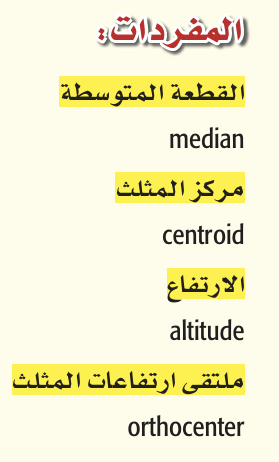 المفردات:
القطعة المتوسطة
median
مركز المثلث
centroid
الارتفاع
altitude
ملتقى ارتفاعات المثلث
orthocenter